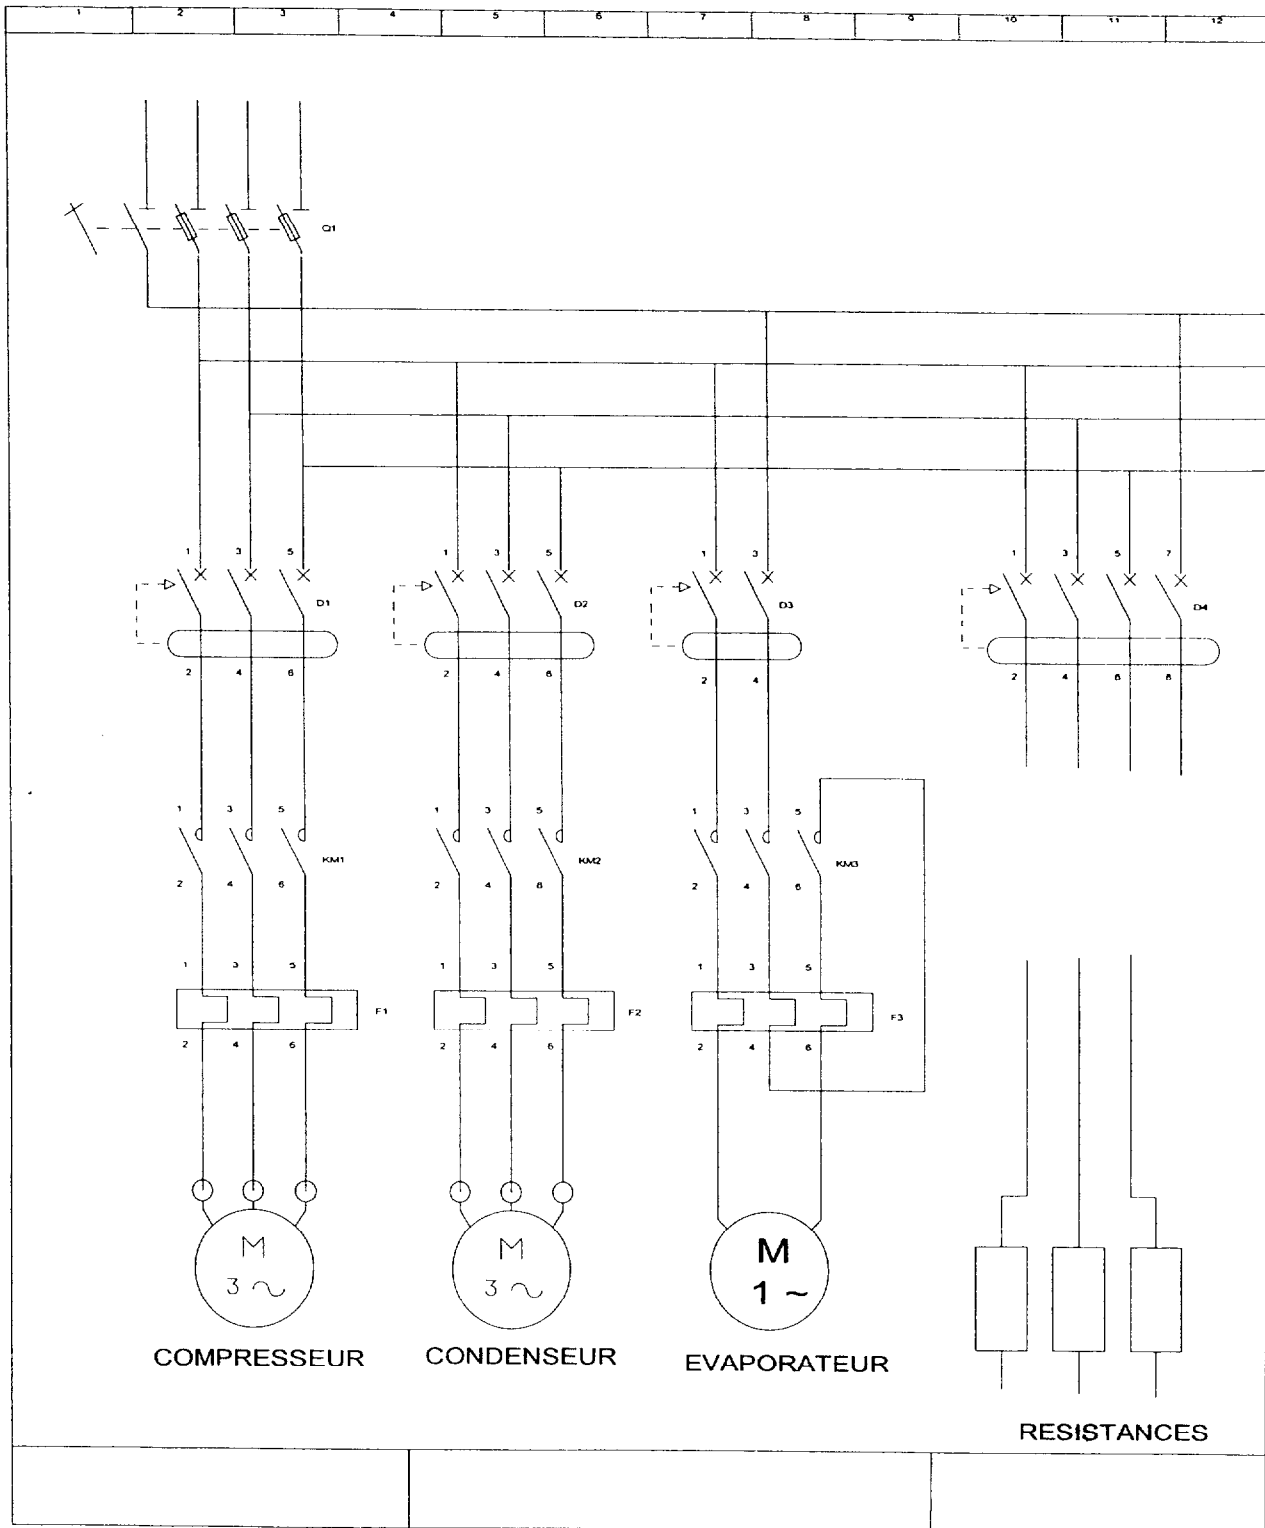 1 2 3 4 5 6 7 8 9 10 11 12
Q1
1 3 5 1 3 5 1 3 1 3 5 7
D1 D2 D3 D4
2 4 6 2 4 6 2 4 2 4 6 8
1 3 5 1 3 5 1 3 5
KM1 KM2 KM3
2 4 6 2 4 6 2 4 6
1 3 5 1 3 5 1 3 5
F1 F2 F3
2 4 6 2 4 6 2 4 6
M M M
3 ~ 3 ~ 1 ~
COMPRESSEUR CONDENSEUR EVAPORATEUR
RESISTANCES